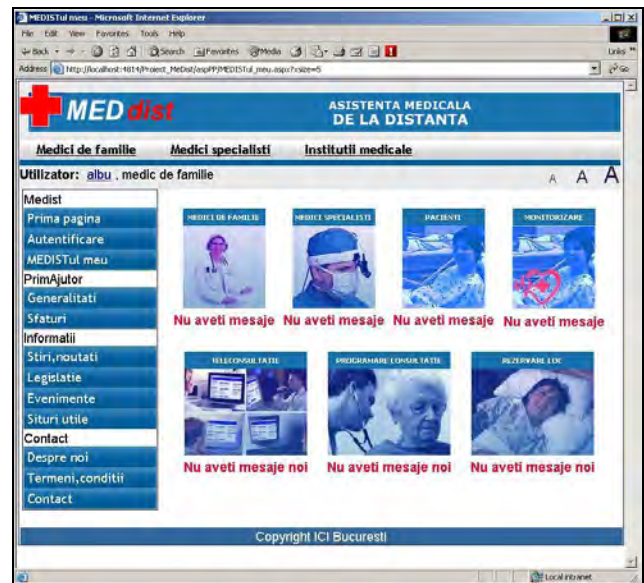 MEDISTul meu - Microsoft Internet Explorer
File Edit View Favorites Tools Help
Back Search Favorites Media Links
Address http://localhost:4814/Proiect_MeDist/aspPP/MEDISTul_meu.aspx?xsize=5 Go
MED dist
ASISTENTA MEDICALA
DE LA DISTANTA
Medici de familie Medici specialisti Institutii medicale
Utilizator: albu , medic de familie A A A
Medist
Prima pagina
Autentificare
MEDISTul meu
PrimAjutor
Generalitati
Sfaturi
Informatii
Stiri,noutati
Legislatie
Evenimente
Situri utile
Contact
Despre noi
Termeni,conditii
Contact
MEDICI DE FAMILIE MEDICI SPECIALISTI PACIENTI MONITORIZARE
Nu aveti mesaje Nu aveti mesaje Nu aveti mesaje Nu aveti mesaje
TELECONSULTATIE PROGRAMARE CONSULTATIE REZERVARE LOC
Nu aveti mesaje noi Nu aveti mesaje noi Nu aveti mesaje noi
Copyright ICI Bucuresti
Local intranet